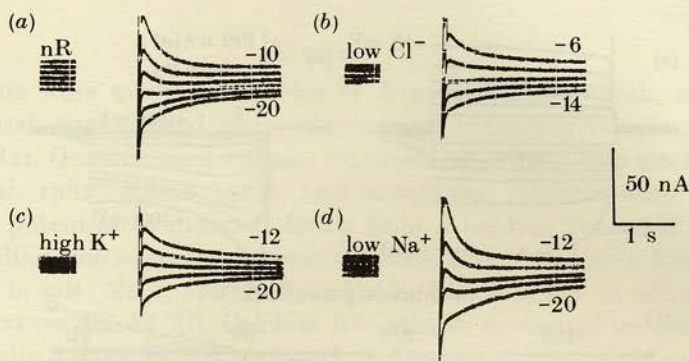 (a)
nR
-10
-20
(b)
low Cl⁻
-6
-14
50 nA
1 s
(c)
high K⁺
-12
-20
(d)
low Na⁺
-12
-20